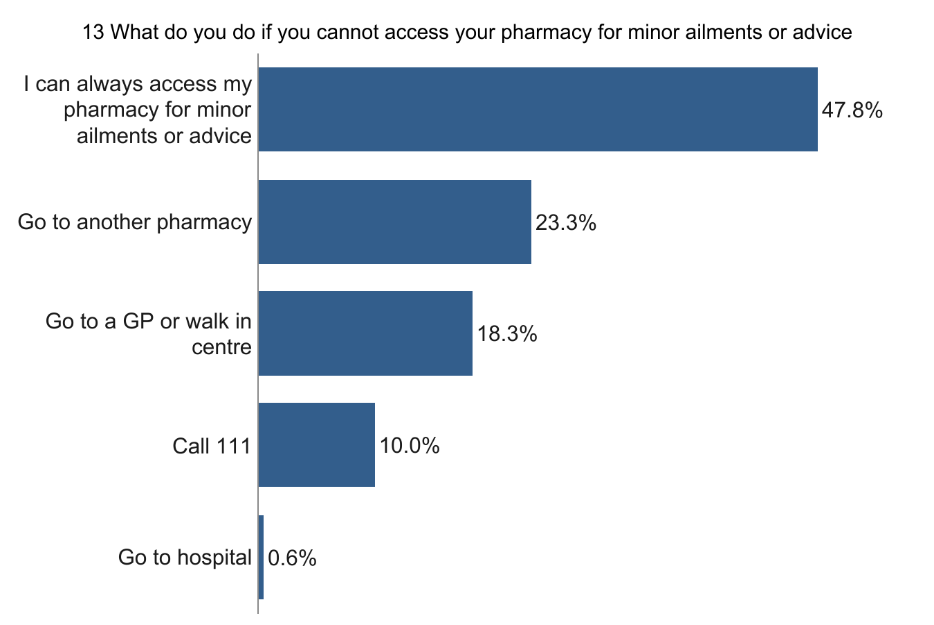 13 What do you do if you cannot access your pharmacy for minor ailments or advice
I can always access my
pharmacy for minor
ailments or advice
47.8%
Go to another pharmacy
23.3%
Go to a GP or walk in
centre
18.3%
Call 111
10.0%
Go to hospital
0.6%